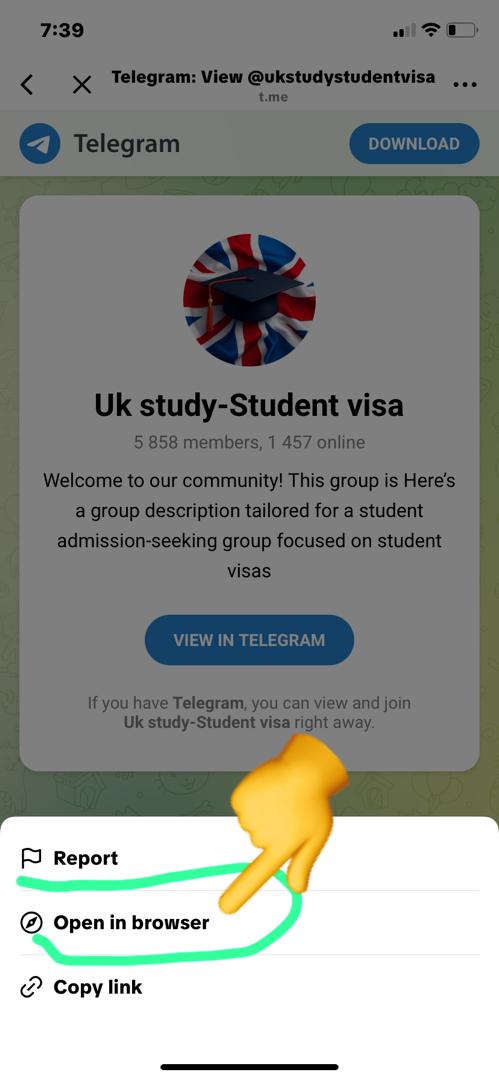 7:39
Telegram: View @ukstudystudentvisa
t.me
Telegram
DOWNLOAD
Uk study-Student visa
5 858 members, 1 457 online
Welcome to our community! This group is Here's
a group description tailored for a student
admission-seeking group focused on student
visas
VIEW IN TELEGRAM
If you have Telegram, you can view and join
Uk study-Student visa right away.
Report
Open in browser
Copy link